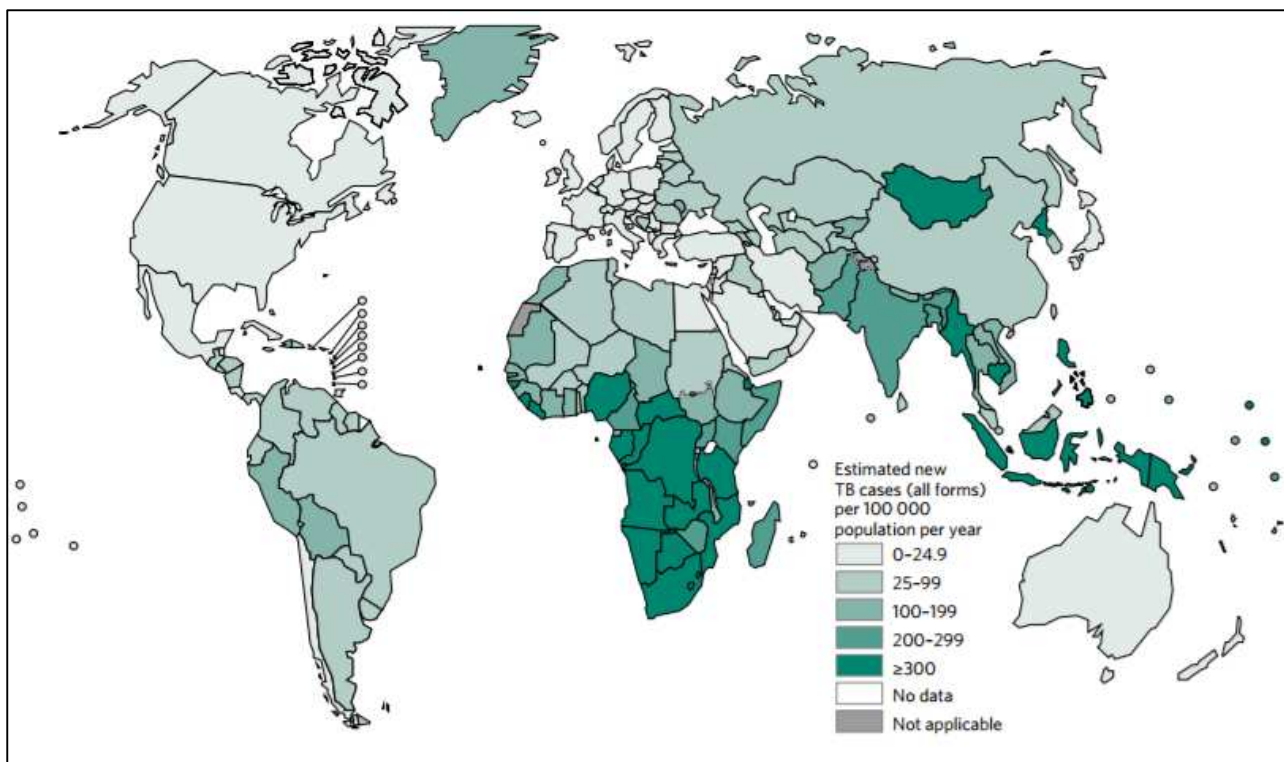 Estimated new
TB cases (all forms)
per 100 000
population per year
0–24.9
25–99
100–199
200–299
≥300
No data
Not applicable